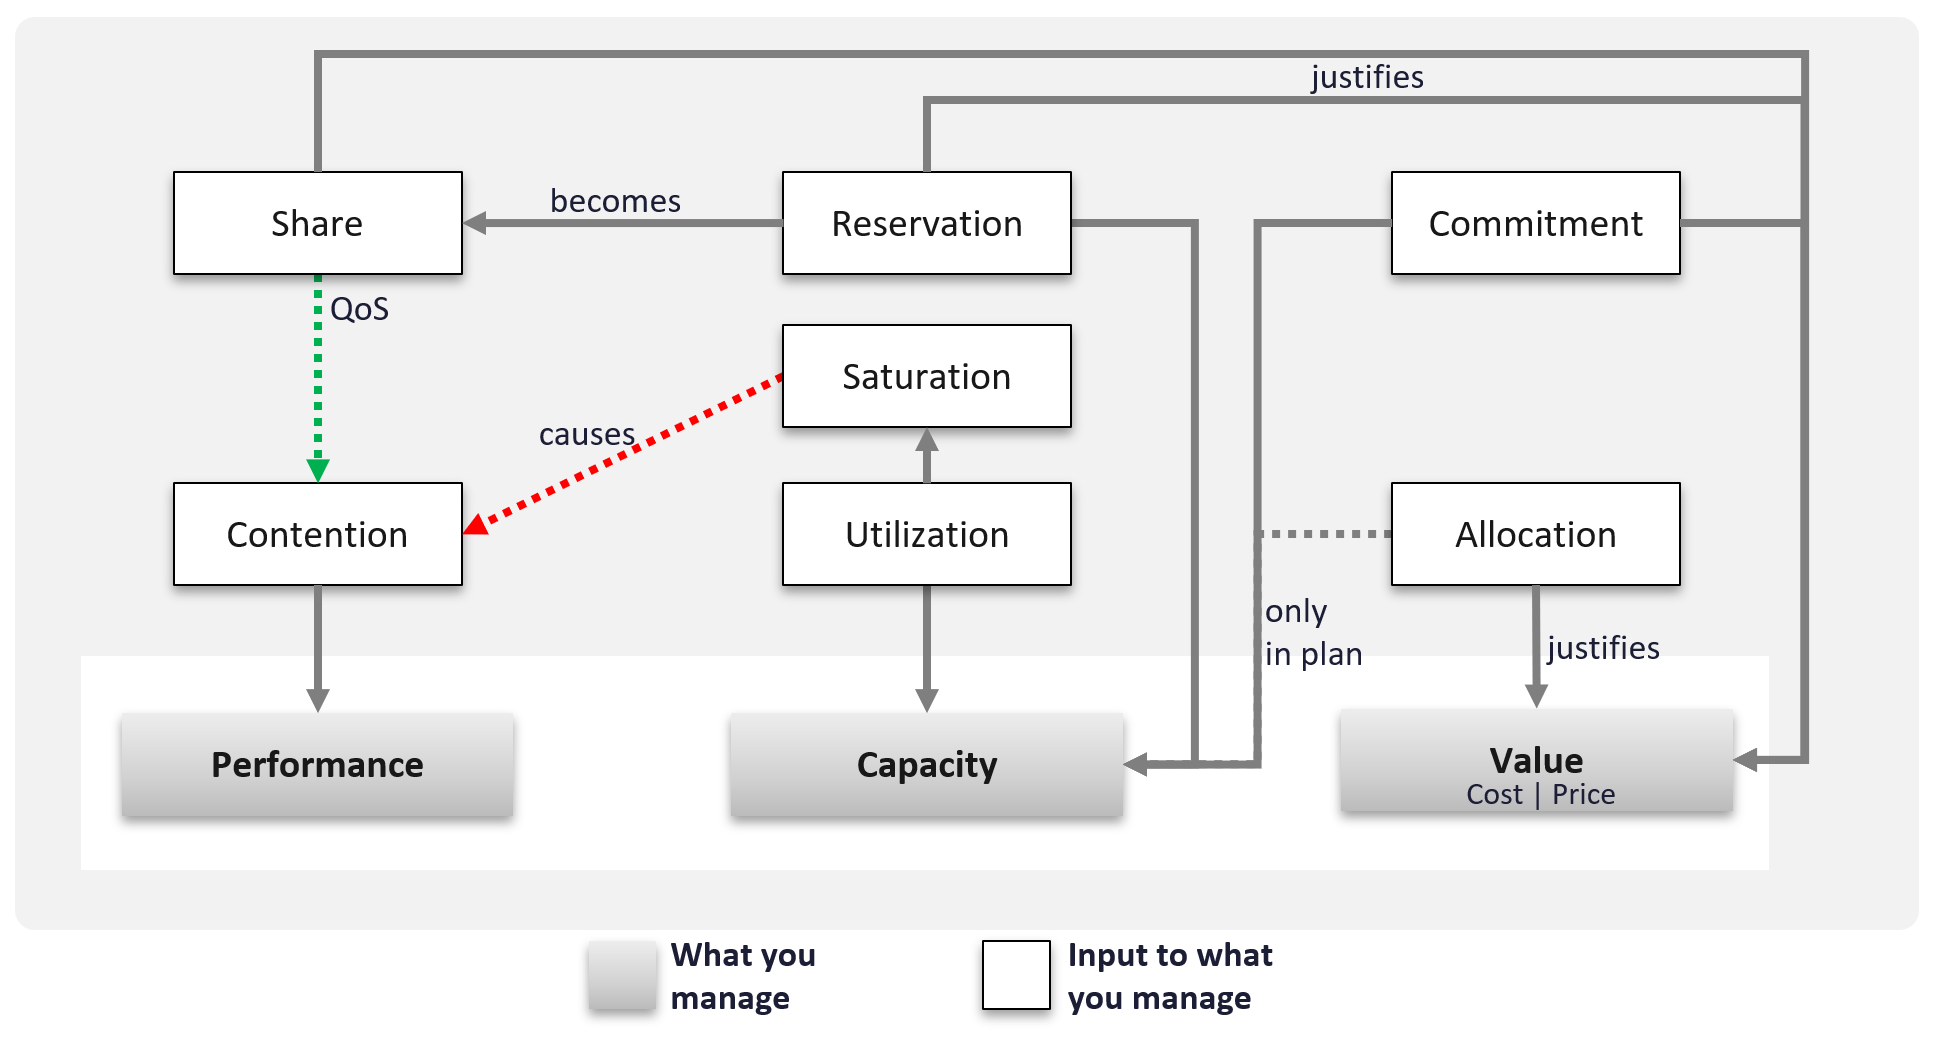 justifies
Share
becomes
Reservation
Commitment
QoS
Saturation
causes
Contention
Utilization
Allocation
only
in plan
justifies
Performance
Capacity
Value
Cost | Price
What you
manage
Input to what
you manage